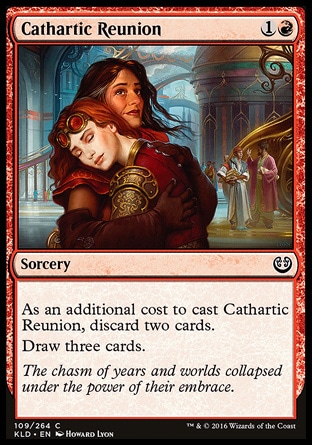 Cathartic Reunion 1
Sorcery
As an additional cost to cast Cathartic
Reunion, discard two cards.
Draw three cards.
The chasm of years and worlds collapsed
under the power of their embrace.
109/264 C
KLD • EN Howard Lyon
™ & © 2016 Wizards of the Coast